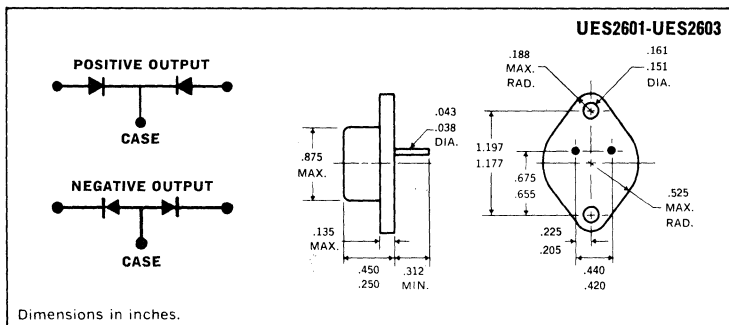 UES2601-UES2603
POSITIVE OUTPUT
CASE
NEGATIVE OUTPUT
CASE
.875
MAX.
.043
.038
DIA.
.135
MAX.
.450
.250
.312
MIN.
.188
MAX.
RAD.
.161
.151
DIA.
1.197
1.177
.675
.655
.525
MAX.
RAD.
.225
.205
.440
.420
Dimensions in inches.